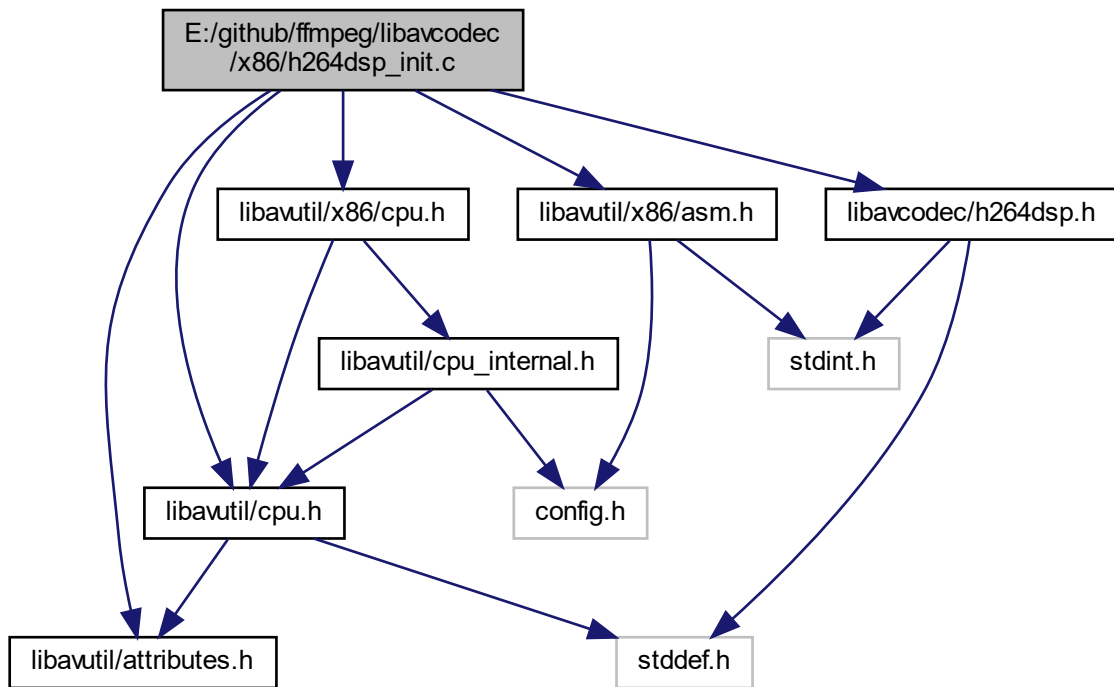 E:/github/ffmpeg/libavcodec
/x86/h264dsp_init.c
libavutil/x86/cpu.h
libavutil/x86/asm.h
libavcodec/h264dsp.h
libavutil/cpu_internal.h
stdint.h
libavutil/cpu.h
config.h
libavutil/attributes.h
stddef.h